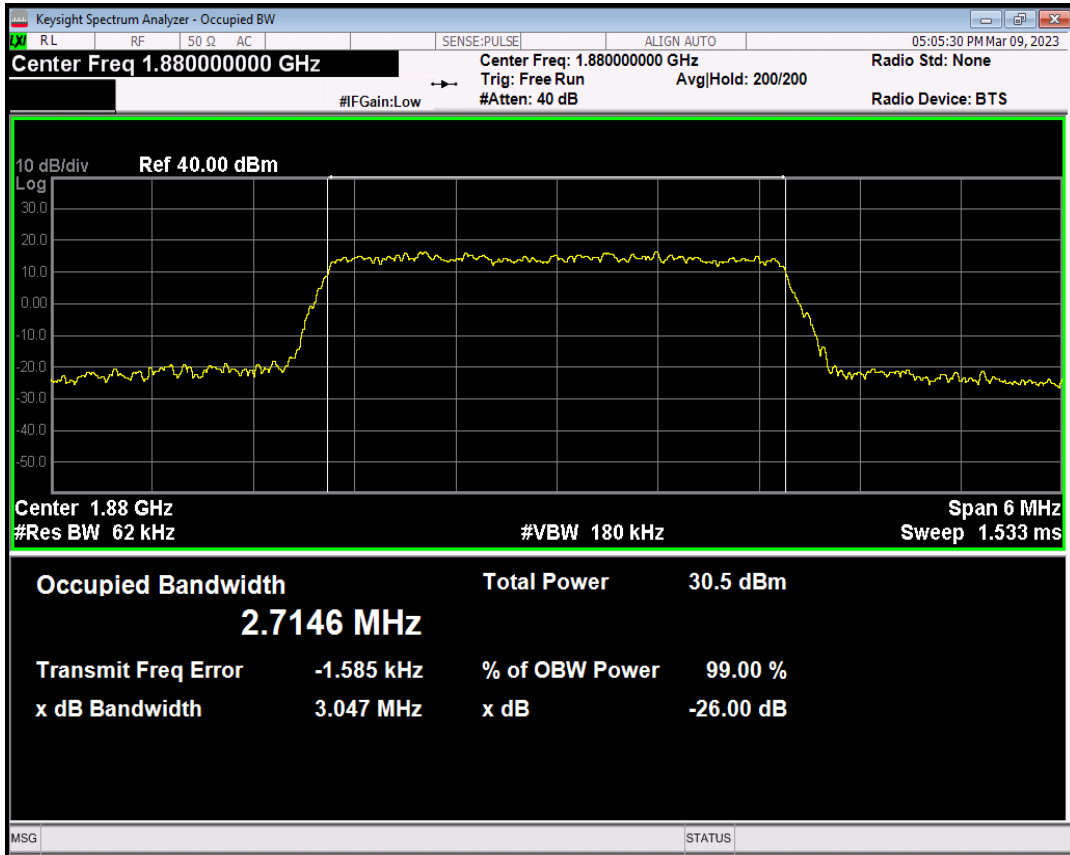 Keysight Spectrum Analyzer - Occupied BW
LXI RL RF 50 Ω AC SENSE:PULSE ALIGN AUTO 05:05:30 PM Mar 09, 2023
Center Freq 1.880000000 GHz Center Freq: 1.880000000 GHz Radio Std: None
Trig: Free Run Avg|Hold: 200/200
#IFGain:Low #Atten: 40 dB Radio Device: BTS
10 dB/div Ref 40.00 dBm
Log
30.0
20.0
10.0
0.00
-10.0
-20.0
-30.0
-40.0
-50.0
Center 1.88 GHz Span 6 MHz
#Res BW 62 kHz #VBW 180 kHz Sweep 1.533 ms
Occupied Bandwidth Total Power 30.5 dBm
2.7146 MHz
Transmit Freq Error -1.585 kHz % of OBW Power 99.00 %
x dB Bandwidth 3.047 MHz x dB -26.00 dB
MSG STATUS